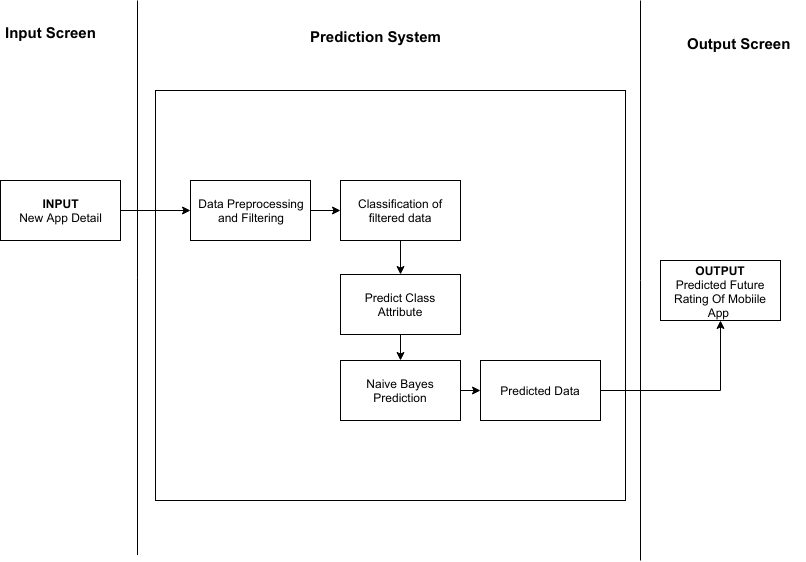 Input Screen
Prediction System
Output Screen
INPUT
New App Detail
Data Preprocessing
and Filtering
Classification of
filtered data
Predict Class
Attribute
Naive Bayes
Prediction
Predicted Data
OUTPUT
Predicted Future
Rating Of Mobiile
App